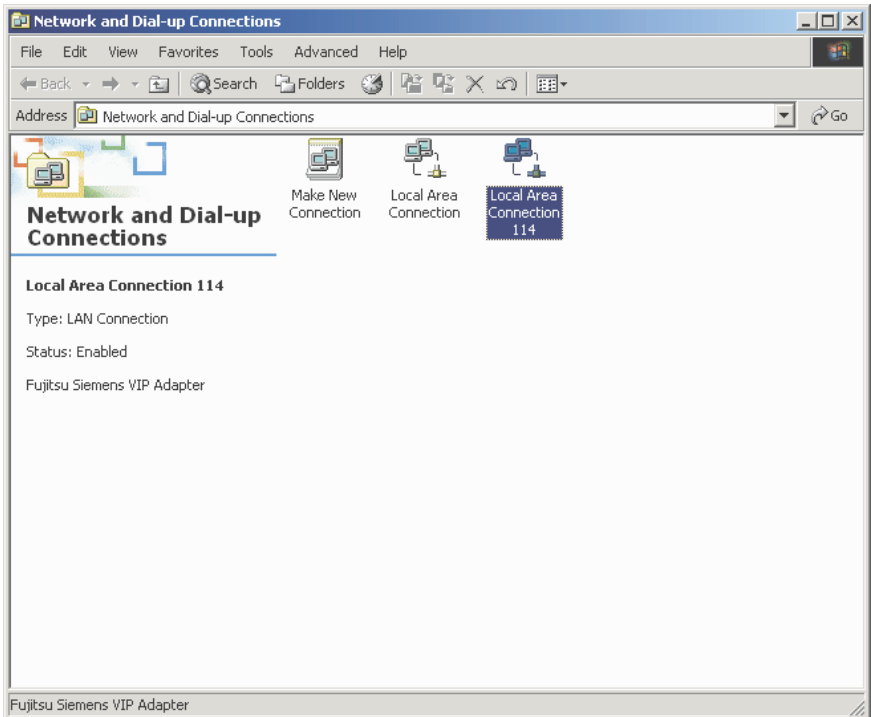 Network and Dial-up Connections
File Edit View Favorites Tools Advanced Help
Back Search Folders
Address Network and Dial-up Connections Go
Make New
Connection
Local Area
Connection
Local Area
Connection
114
Network and Dial-up
Connections
Local Area Connection 114
Type: LAN Connection
Status: Enabled
Fujitsu Siemens VIP Adapter
Fujitsu Siemens VIP Adapter